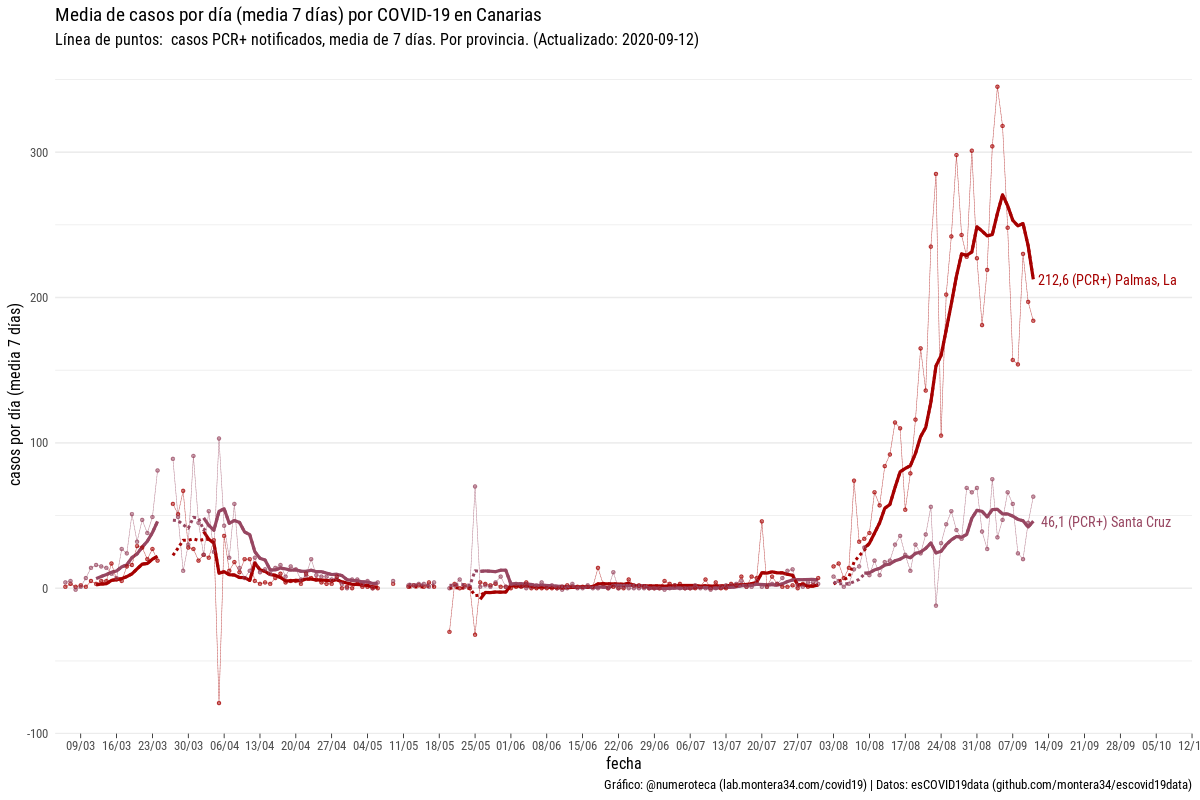 Media de casos por día (media 7 días) por COVID-19 en Canarias
Línea de puntos:  casos PCR+ notificados, media de 7 días. Por provincia. (Actualizado: 2020-09-12)
casos por día (media 7 días)
300
200
100
0
-100
212,6 (PCR+) Palmas, La
46,1 (PCR+) Santa Cruz
09/03 16/03 23/03 30/03 06/04 13/04 20/04 27/04 04/05 11/05 18/05 25/05 01/06 08/06 15/06 22/06 29/06 06/07 13/07 20/07 27/07 03/08 10/08 17/08 24/08 31/08 07/09 14/09 21/09 28/09 05/10 12/1
fecha
Gráfico: @numeroteca (lab.montera34.com/covid19) | Datos: esCOVID19data (github.com/montera34/escovid19data)